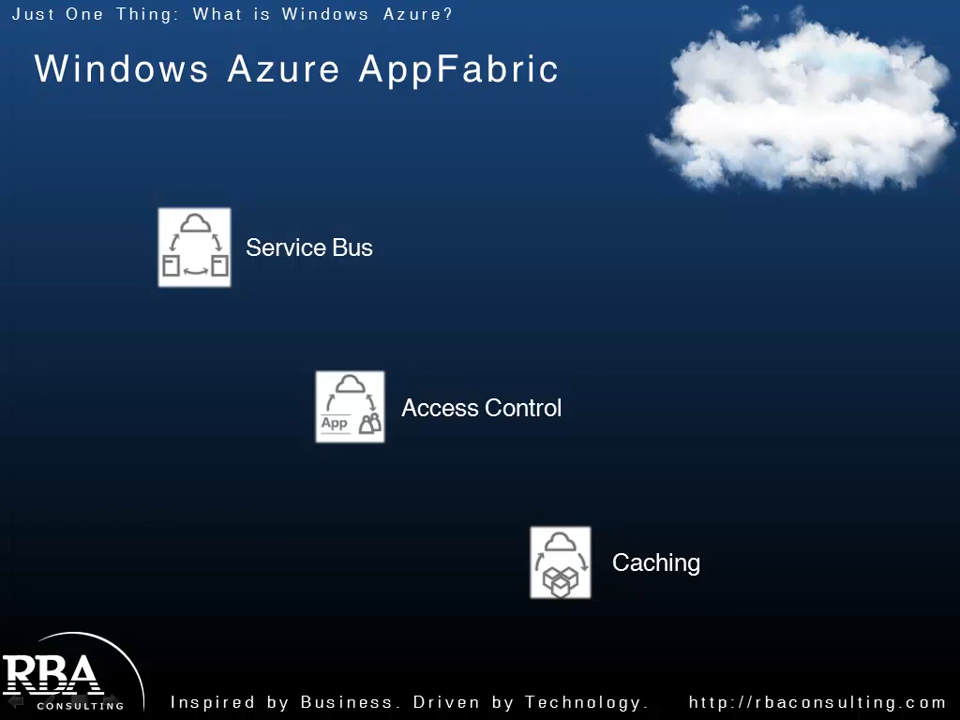 Just One Thing: What is Windows Azure?
Windows Azure AppFabric
Service Bus
App
Access Control
Caching
RBA
CONSULTING
Inspired by Business. Driven by Technology. http://rbaconsulting.com